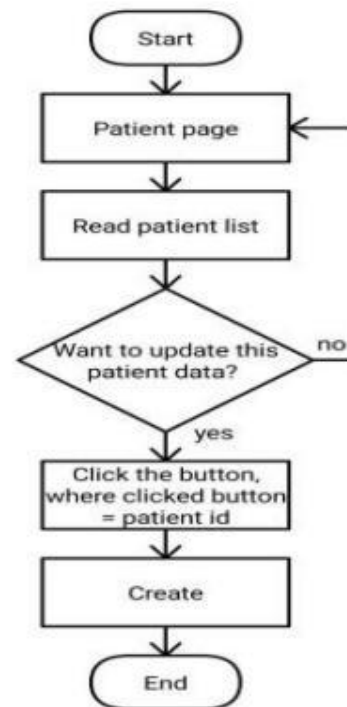 Start
Patient page
Read patient list
Want to update this
patient data?
no
yes
Click the button,
where clicked button
= patient id
Create
End